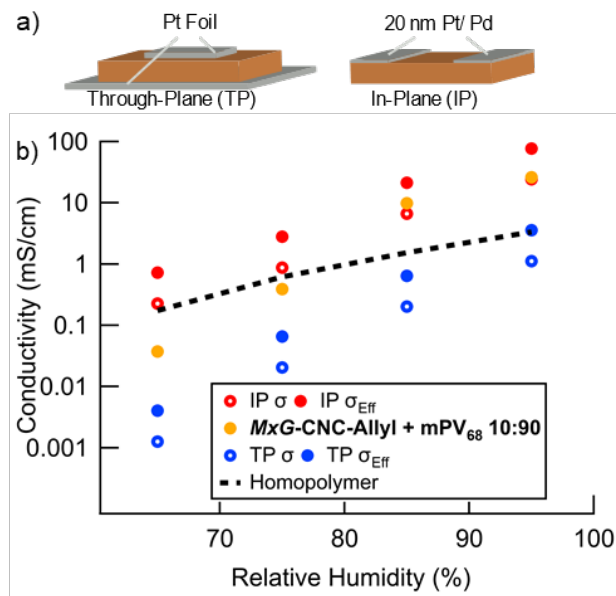 a)
Pt Foil
20 nm Pt/ Pd
Through-Plane (TP)
In-Plane (IP)
b)
Conductivity (mS/cm)
100
10
1
0.1
0.01
0.001
IP σ IP σEff
MxG-CNC-Allyl + mPV68 10:90
TP σ TP σEff
Homopolymer
70 80 90 100
Relative Humidity (%)